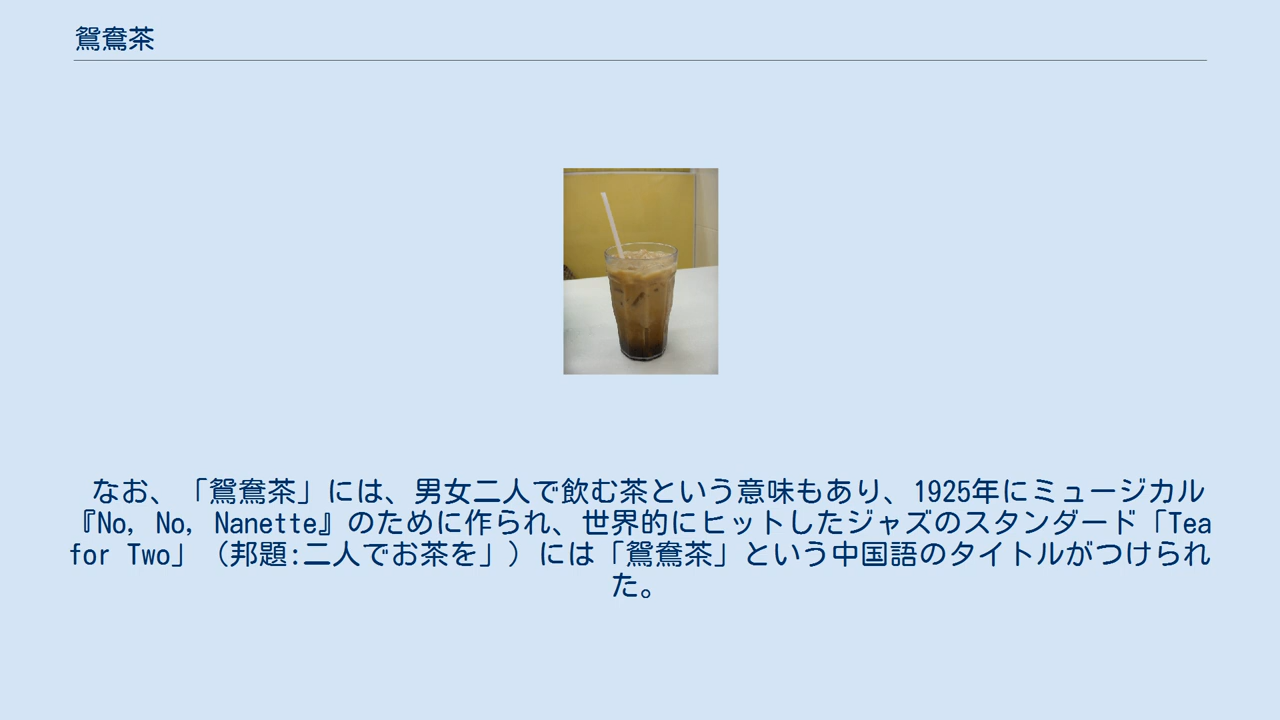 鴛鴦茶
なお、「鴛鴦茶」には、男女二人で飲む茶という意味もあり、1925年にミュージカル
『No, No, Nanette』のために作られ、世界的にヒットしたジャズのスタンダード「Tea
for Two」（邦題:二人でお茶を」）には「鴛鴦茶」という中国語のタイトルがつけられ
た。